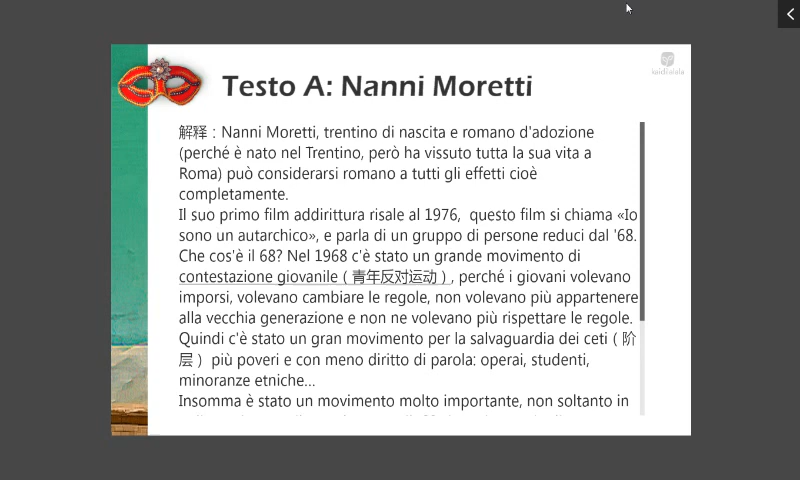 kaidialala
Testo A: Nanni Moretti
解释：Nanni Moretti, trentino di nascita e romano d'adozione
(perché è nato nel Trentino, però ha vissuto tutta la sua vita a
Roma) può considerarsi romano a tutti gli effetti cioè
completamente.
Il suo primo film addirittura risale al 1976,  questo film si chiama «Io
sono un autarchico», e parla di un gruppo di persone reduci dal '68.
Che cos'è il 68? Nel 1968 c'è stato un grande movimento di
contestazione giovanile（青年反对运动）, perché i giovani volevano
imporsi, volevano cambiare le regole, non volevano più appartenere
alla vecchia generazione e non ne volevano più rispettare le regole.
Quindi c'è stato un gran movimento per la salvaguardia dei ceti（阶
层） più poveri e con meno diritto di parola: operai, studenti,
minoranze etniche...
Insomma è stato un movimento molto importante, non soltanto in